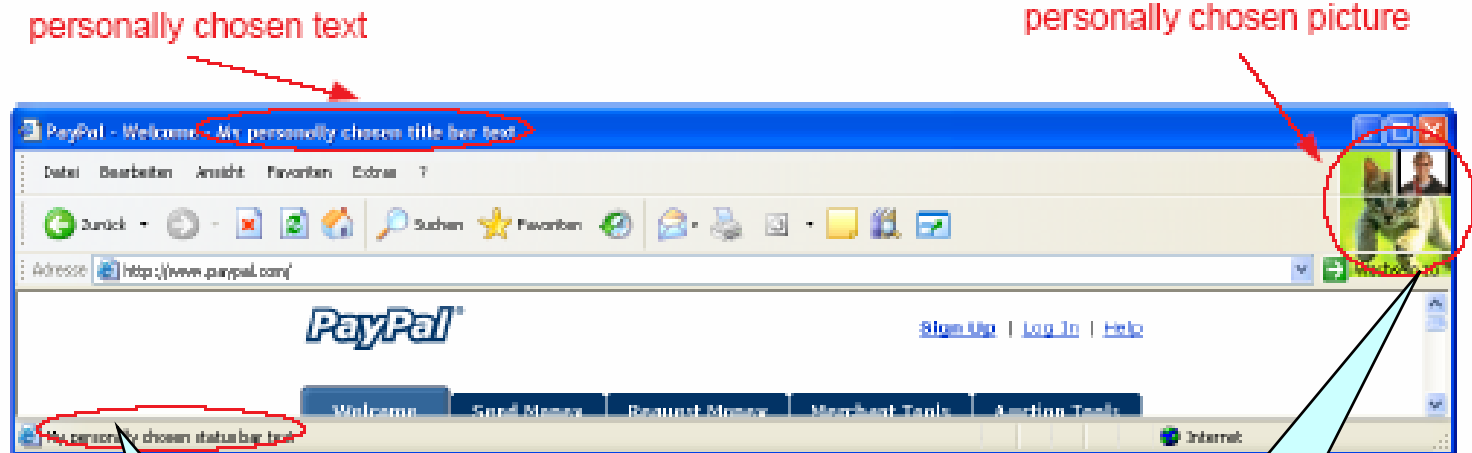 personally chosen text
personally chosen picture
PayPal - Welcome - My personally chosen title bar text
Datei Bearbeiten Ansicht Favoriten Extras ?
Zurück Suchen Favoriten
Adresse http://www.paypal.com/
PayPal
Sign Up | Log In | Help
Welcome Send Money Request Money Merchant Tools Auction Tools
My personally chosen status bar text
Internet